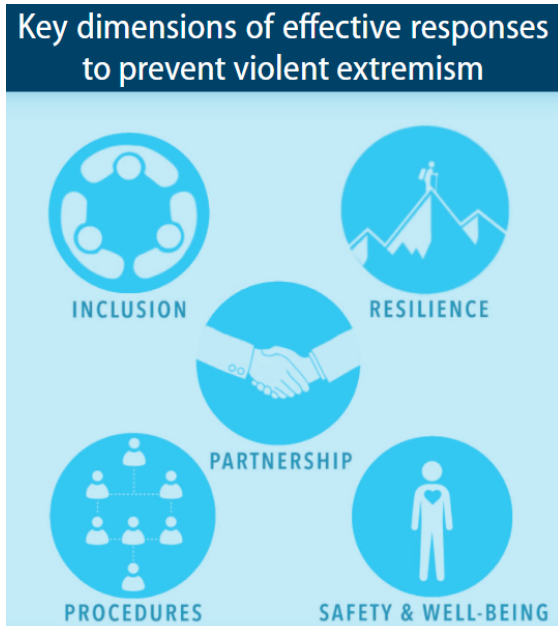 Key dimensions of effective responses
to prevent violent extremism
INCLUSION
RESILIENCE
PARTNERSHIP
PROCEDURES
SAFETY & WELL-BEING